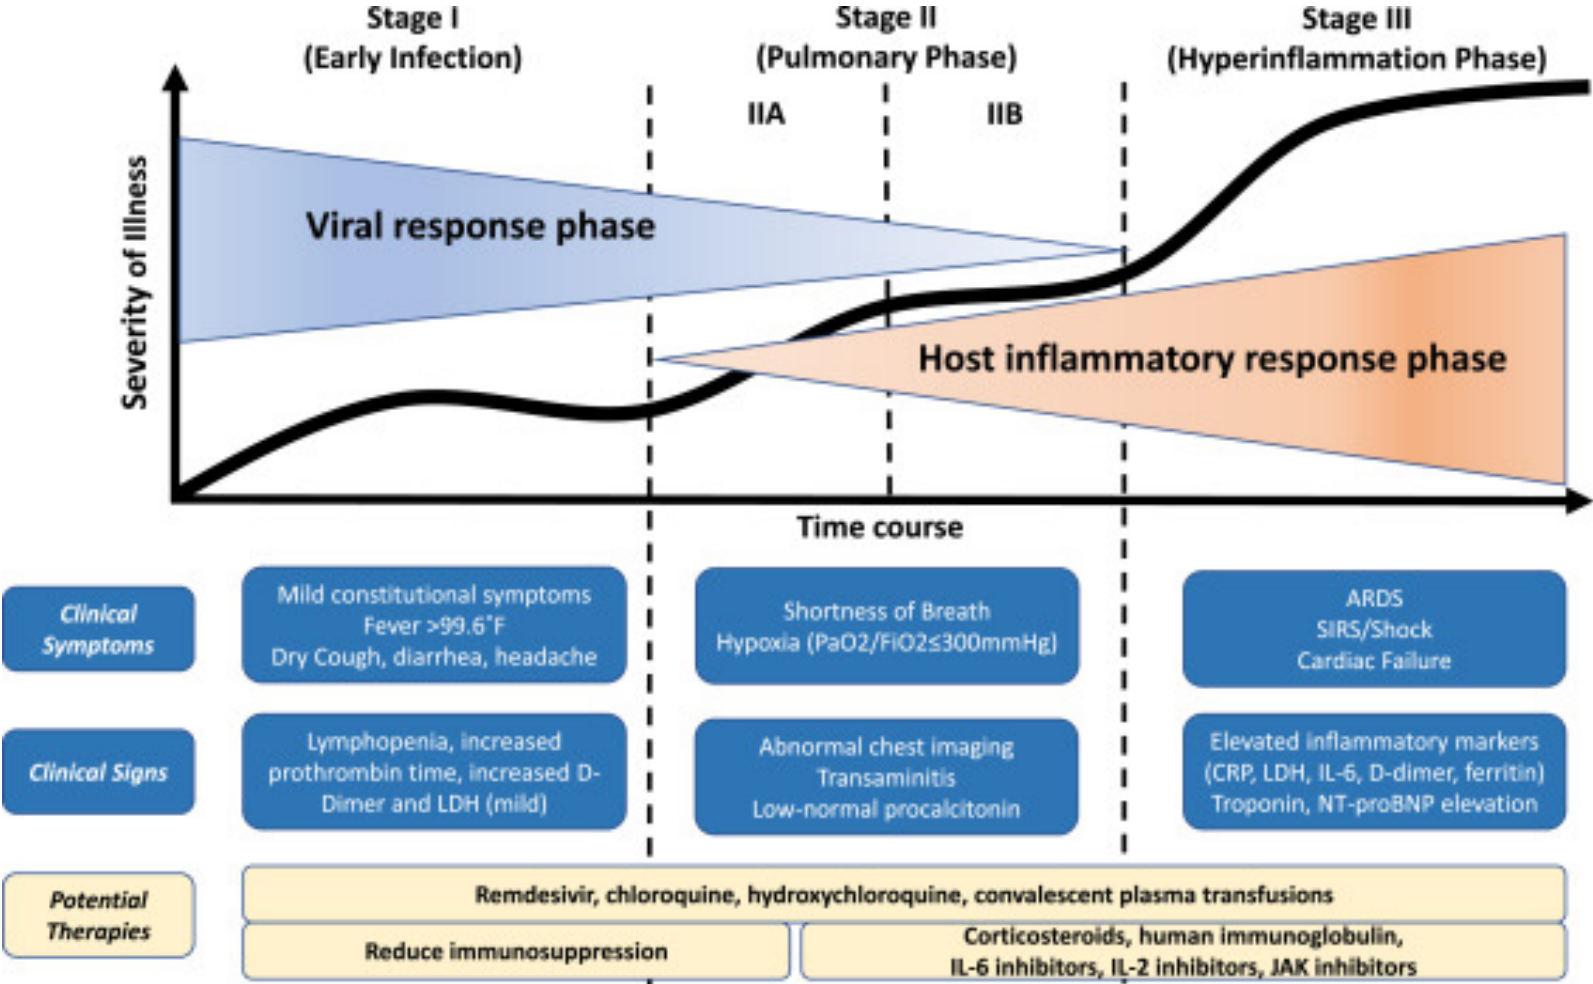 Stage I
(Early Infection)
Stage II
(Pulmonary Phase)
Stage III
(Hyperinflammation Phase)
IIA
IIB
Severity of Illness
Viral response phase
Host inflammatory response phase
Time course
Clinical
Symptoms
Mild constitutional symptoms
Fever >99.6°F
Dry Cough, diarrhea, headache
Shortness of Breath
Hypoxia (PaO2/FiO2≤300mmHg)
ARDS
SIRS/Shock
Cardiac Failure
Clinical Signs
Lymphopenia, increased
prothrombin time, increased D-
Dimer and LDH (mild)
Abnormal chest imaging
Transaminitis
Low-normal procalcitonin
Elevated inflammatory markers
(CRP, LDH, IL-6, D-dimer, ferritin)
Troponin, NT-proBNP elevation
Potential
Therapies
Remdesivir, chloroquine, hydroxychloroquine, convalescent plasma transfusions
Reduce immunosuppression
Corticosteroids, human immunoglobulin,
IL-6 inhibitors, IL-2 inhibitors, JAK inhibitors